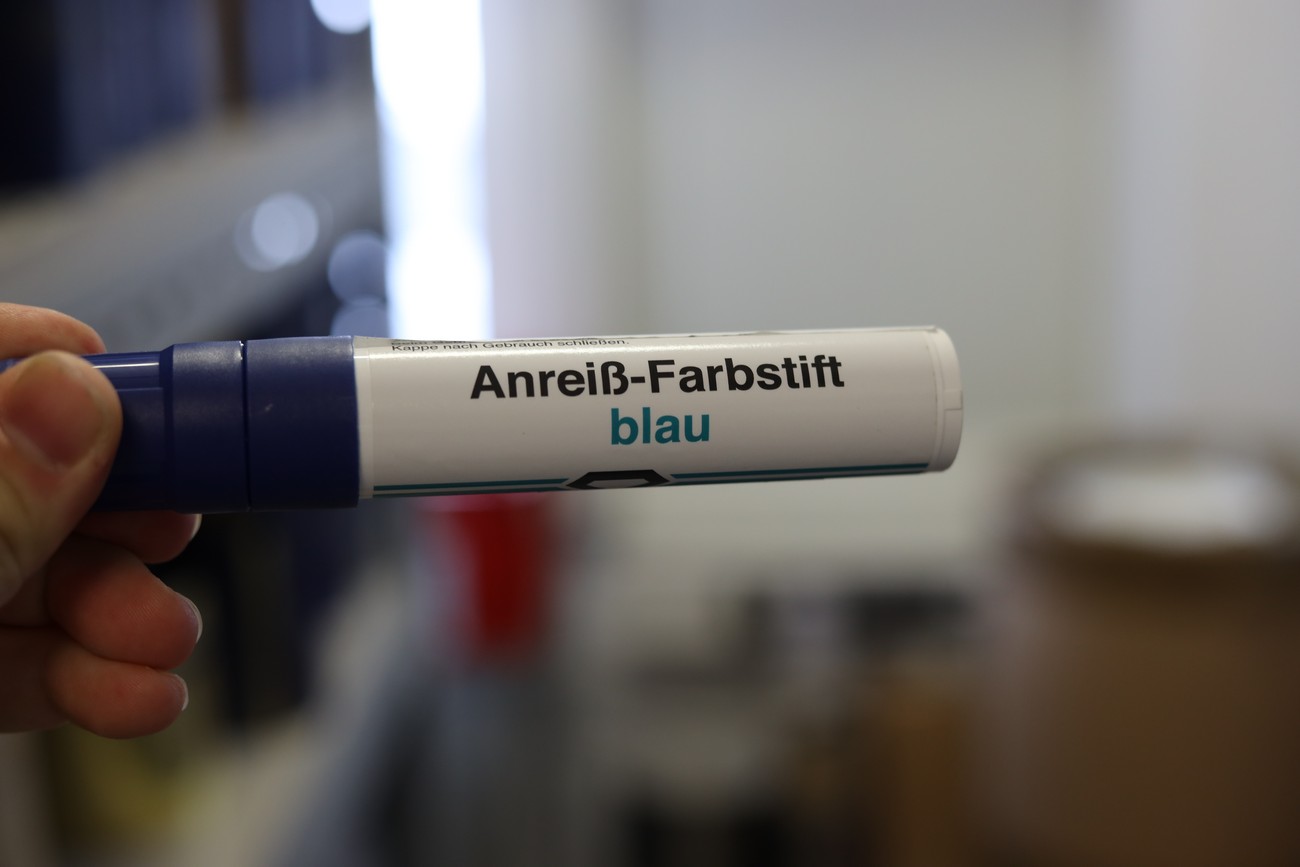 Kappe nach Gebrauch schließen.
Anreiß-Farbstift
blau